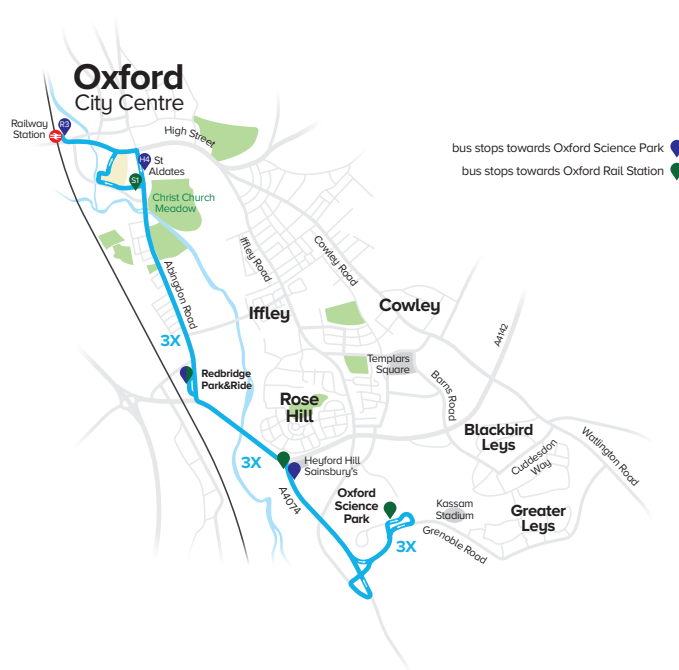 Oxford
City Centre
Railway
Station
R3
High Street
H4
St
Aldates
S1
Christ Church
Meadow
bus stops towards Oxford Science Park
bus stops towards Oxford Rail Station
Iffley Road
Cowley Road
Abingdon Road
Iffley
Cowley
A4142
3X
Templars
Square
Redbridge
Park&Ride
Barns Road
Rose
Hill
Blackbird
Leys
Cuddesdon
Way
Watlington Road
3X
Heyford Hill
Sainsbury's
A4074
Oxford
Science
Park
Kassam
Stadium
Greater
Leys
Grenoble Road
3X